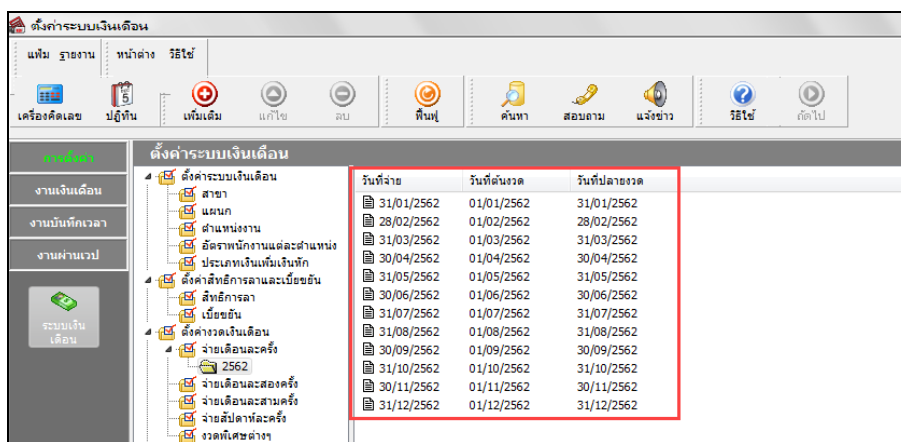 ตั้งค่าระบบเงินเดือน
แฟ้ม รายงาน หน้าต่าง วิธีใช้
เครื่องคิดเลข ปฏิทิน เพิ่มเติม แก้ไข ลบ ฟื้นฟู ค้นหา สอบถาม แจ้งข่าว วิธีใช้ ถัดไป
การตั้งค่า
งานเงินเดือน
งานบันทึกเวลา
งานผ่านเวป
ระบบเงิน
เดือน
ตั้งค่าระบบเงินเดือน
ตั้งค่าระบบเงินเดือน
สาขา
แผนก
ตำแหน่งงาน
อัตราพนักงานแต่ละตำแหน่ง
ประเภทเงินเพิ่มเงินหัก
ตั้งค่าสิทธิการลาและเบี้ยขยัน
สิทธิการลา
เบี้ยขยัน
ตั้งค่างวดเงินเดือน
จ่ายเดือนละครั้ง
2562
จ่ายเดือนละสองครั้ง
จ่ายเดือนละสามครั้ง
จ่ายสัปดาห์ละครั้ง
งวดพิเศษต่างๆ
วันที่จ่าย วันที่ต้นงวด วันที่ปลายงวด
31/01/2562 01/01/2562 31/01/2562
28/02/2562 01/02/2562 28/02/2562
31/03/2562 01/03/2562 31/03/2562
30/04/2562 01/04/2562 30/04/2562
31/05/2562 01/05/2562 31/05/2562
30/06/2562 01/06/2562 30/06/2562
31/07/2562 01/07/2562 31/07/2562
31/08/2562 01/08/2562 31/08/2562
30/09/2562 01/09/2562 30/09/2562
31/10/2562 01/10/2562 31/10/2562
30/11/2562 01/11/2562 30/11/2562
31/12/2562 01/12/2562 31/12/2562